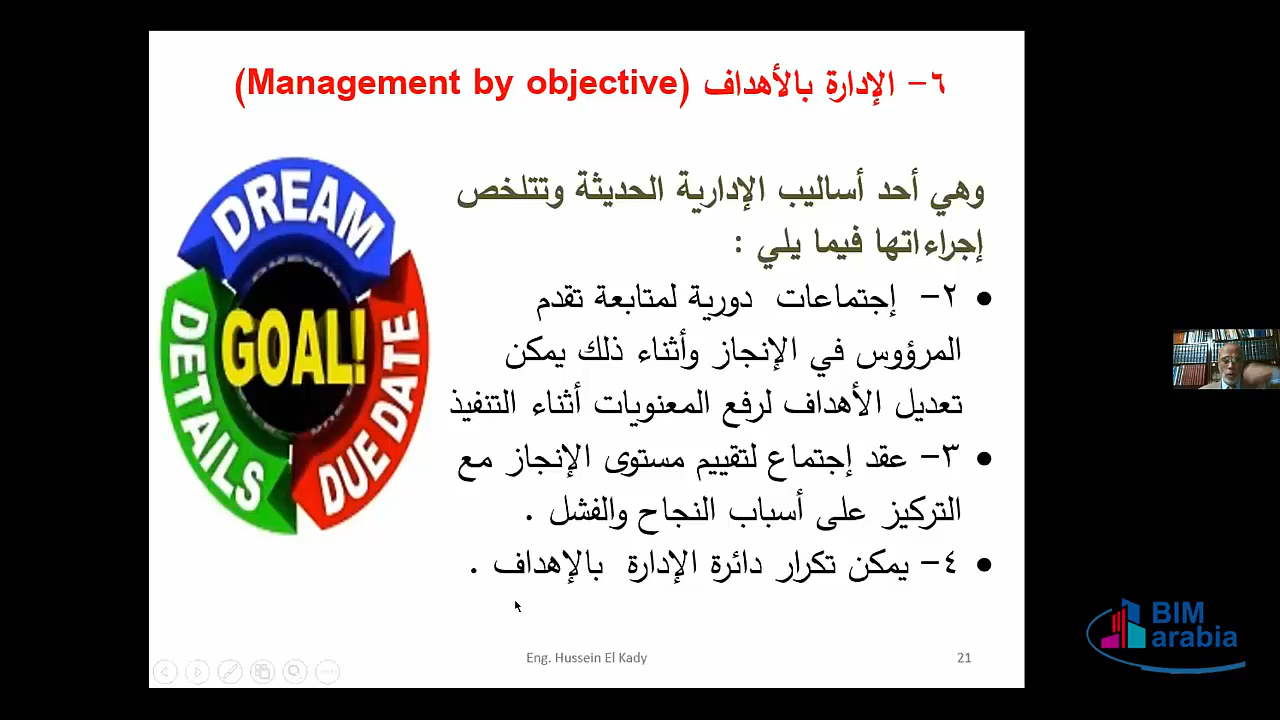 ٦- الإدارة بالأهداف (Management by objective)
وهي أحد أساليب الإدارية الحديثة وتتلخص
إجراءاتها فيما يلي :
• ٢- إجتماعات دورية لمتابعة تقدم
المرؤوس في الإنجاز وأثناء ذلك يمكن
تعديل الأهداف لرفع المعنويات أثناء التنفيذ
• ٣- عقد إجتماع لتقييم مستوى الإنجاز مع
التركيز على أسباب النجاح والفشل .
• ٤- يمكن تكرار دائرة الإدارة بالإهداف .
DREAM
DETAILS
GOAL!
DUE DATE
Eng. Hussein El Kady
21
BIM
arabia